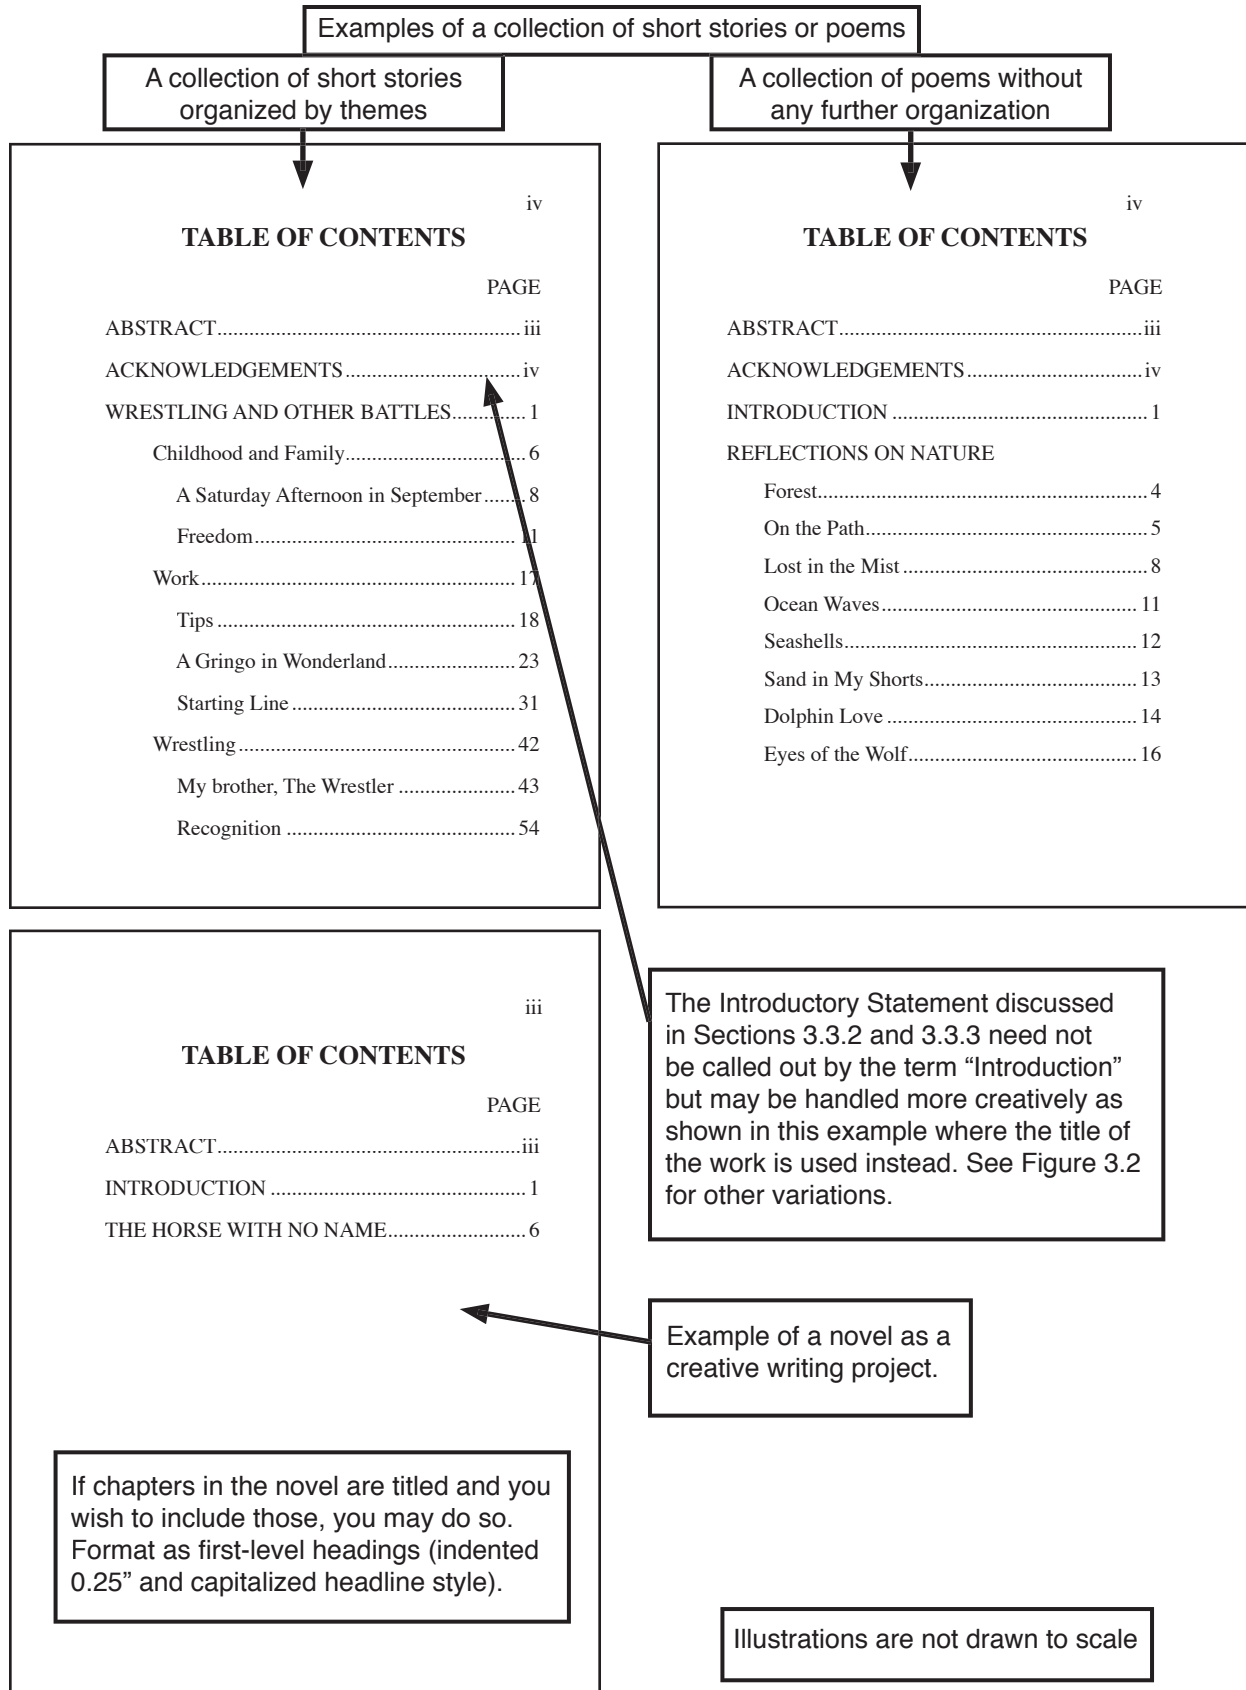 Examples of a collection of short stories or poems
A collection of short stories
organized by themes
A collection of poems without
any further organization
iv
TABLE OF CONTENTS
PAGE
ABSTRACT.........................................................iii
ACKNOWLEDGEMENTS.................................iv
WRESTLING AND OTHER BATTLES..............1
Childhood and Family..................................6
A Saturday Afternoon in September........8
Freedom.................................................11
Work...........................................................17
Tips........................................................18
A Gringo in Wonderland........................23
Starting Line..........................................31
Wrestling....................................................42
My brother, The Wrestler......................43
Recognition...........................................54
iv
TABLE OF CONTENTS
PAGE
ABSTRACT.........................................................iii
ACKNOWLEDGEMENTS.................................iv
INTRODUCTION................................................1
REFLECTIONS ON NATURE
Forest.............................................................4
On the Path....................................................5
Lost in the Mist..............................................8
Ocean Waves................................................11
Seashells.......................................................12
Sand in My Shorts........................................13
Dolphin Love...............................................14
Eyes of the Wolf...........................................16
iii
TABLE OF CONTENTS
PAGE
ABSTRACT.........................................................iii
INTRODUCTION................................................1
THE HORSE WITH NO NAME..........................6
The Introductory Statement discussed
in Sections 3.3.2 and 3.3.3 need not
be called out by the term “Introduction”
but may be handled more creatively as
shown in this example where the title of
the work is used instead. See Figure 3.2
for other variations.
Example of a novel as a
creative writing project.
If chapters in the novel are titled and you
wish to include those, you may do so.
Format as first-level headings (indented
0.25” and capitalized headline style).
Illustrations are not drawn to scale